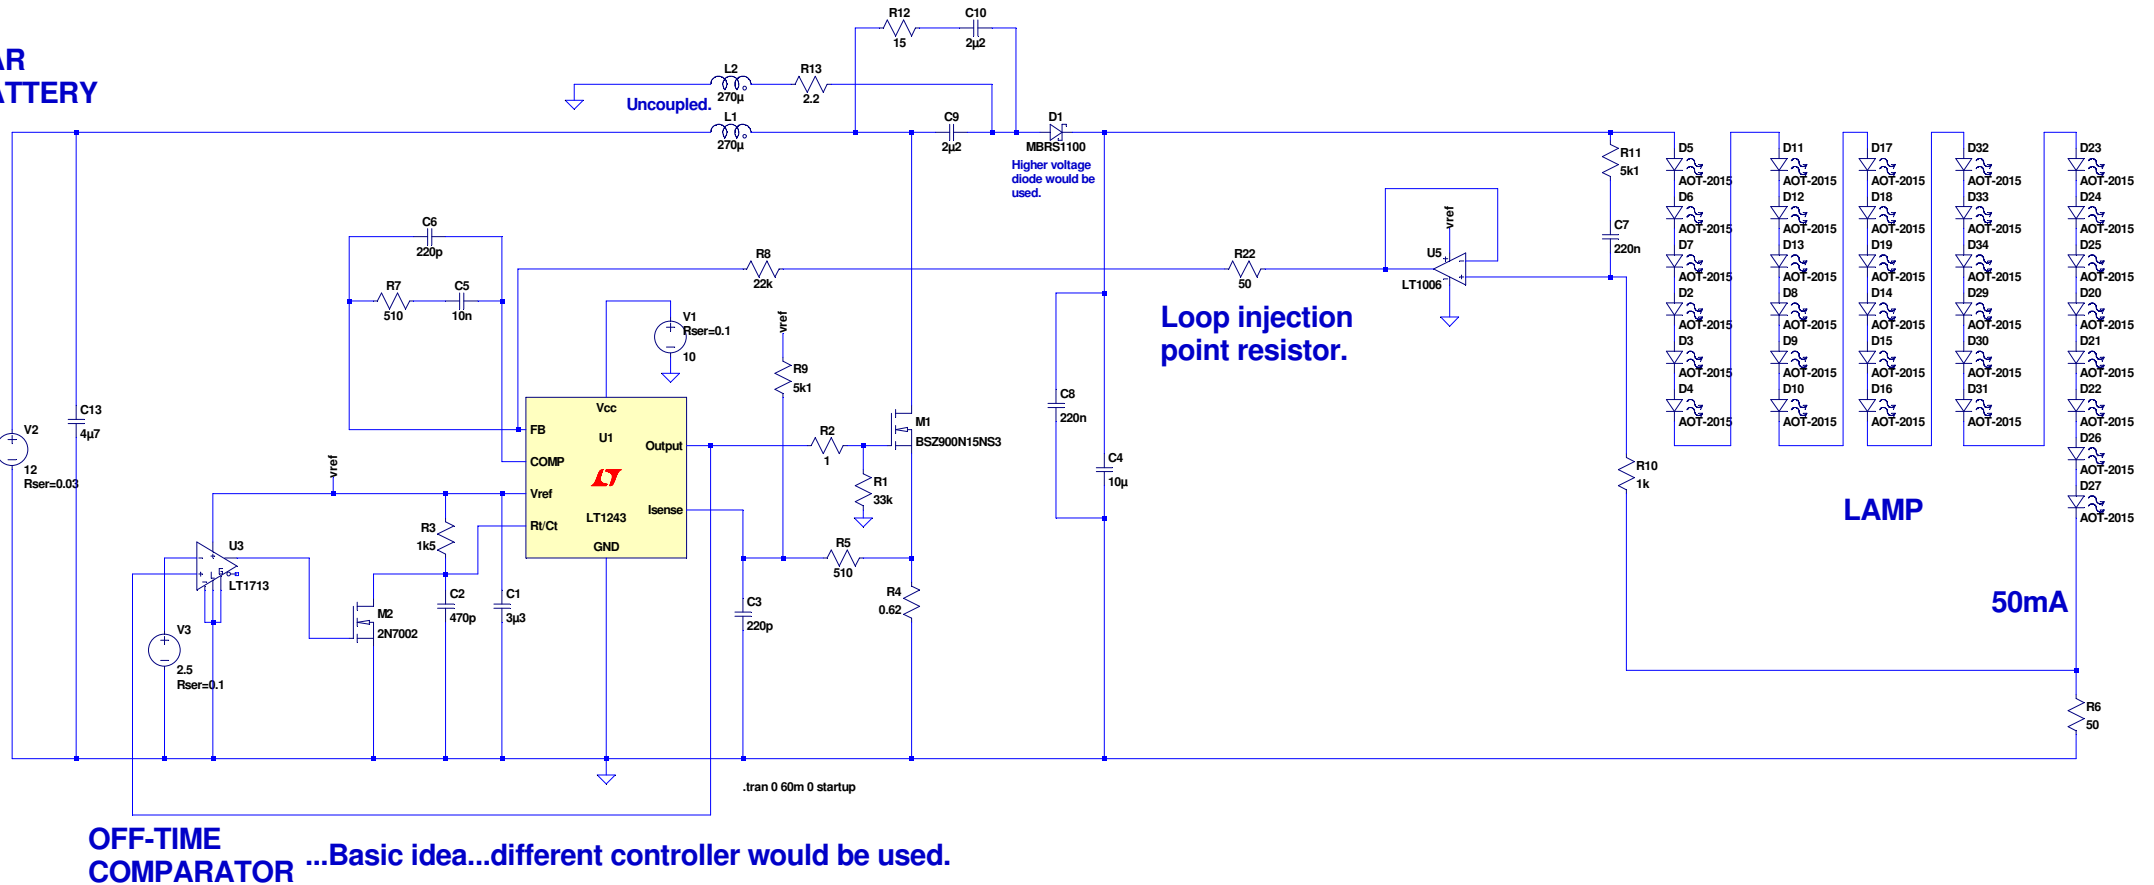 AR
ATTERY
R12
15
C10
2µ2
L2
270µ
R13
2.2
Uncoupled.
L1
270µ
C9
2µ2
D1
MBRS1100
Higher voltage
diode would be
used.
C6
220p
R7
510
C5
10n
R8
22k
R22
50
U5
vref
LT1006
R11
5k1
C7
220n
Loop injection
point resistor.
V1
Rser=0.1
10
vref
R9
5k1
C13
4µ7
V2
12
Rser=0.03
Vcc
FB
U1
COMP
Output
Vref
LT1243
Isense
Rt/Ct
GND
R2
1
R1
33k
M1
BSZ900N15NS3
C8
220n
C4
10µ
R10
1k
vref
R3
1k5
U3
LT1713
M2
2N7002
C2
470p
C1
3µ3
V3
2.5
Rser=0.1
R5
510
C3
220p
R4
0.62
D5
AOT-2015
D6
AOT-2015
D7
AOT-2015
D2
AOT-2015
D3
AOT-2015
D4
AOT-2015
D11
AOT-2015
D12
AOT-2015
D13
AOT-2015
D8
AOT-2015
D9
AOT-2015
D10
AOT-2015
D17
AOT-2015
D18
AOT-2015
D19
AOT-2015
D14
AOT-2015
D15
AOT-2015
D16
AOT-2015
D32
AOT-2015
D33
AOT-2015
D34
AOT-2015
D29
AOT-2015
D30
AOT-2015
D31
AOT-2015
D23
AOT-2015
D24
AOT-2015
D25
AOT-2015
D20
AOT-2015
D21
AOT-2015
D22
AOT-2015
D26
AOT-2015
D27
AOT-2015
LAMP
50mA
R6
50
.tran 0 60m 0 startup
OFF-TIME
COMPARATOR
...Basic idea...different controller would be used.